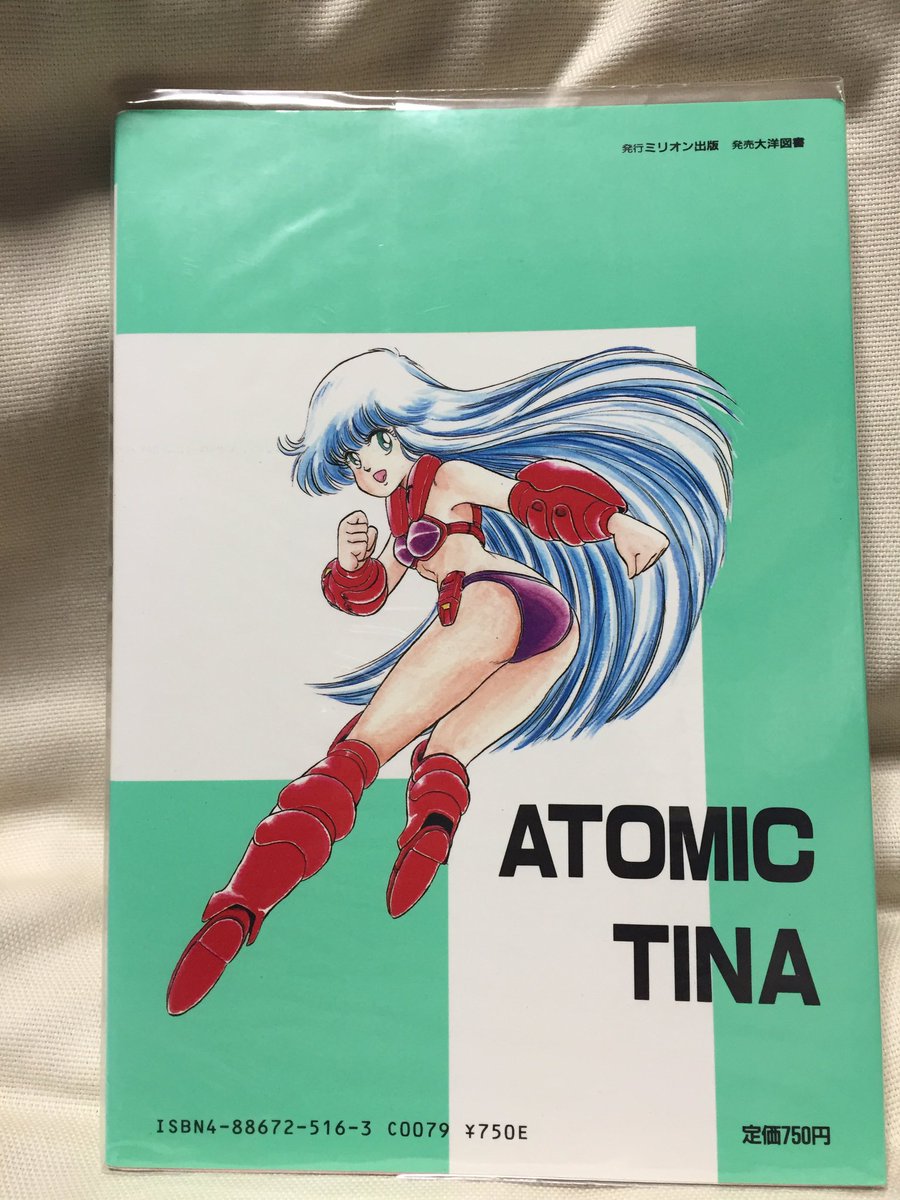 発行ミリオン出版 発売大洋図書
ATOMIC
TINA
ISBN4-88672-516-3 C0079 ¥750E
定価750円